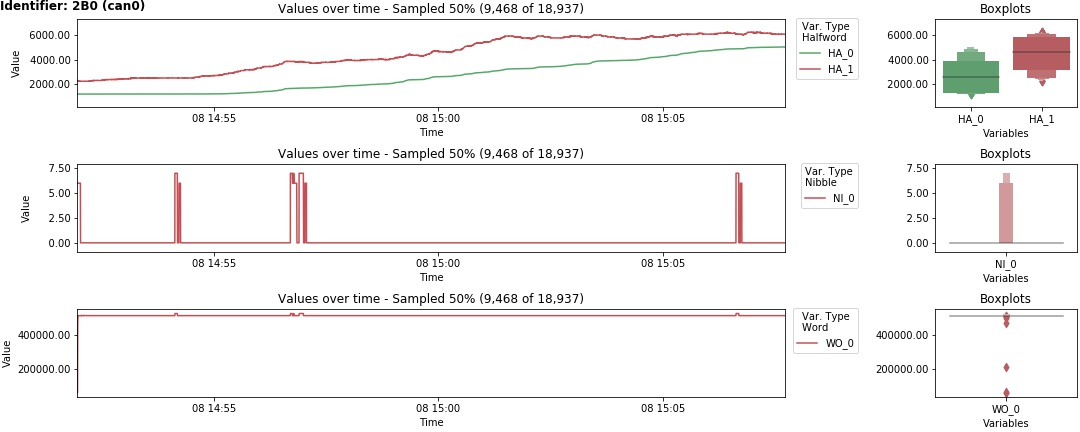 Identifier: 2B0 (can0)
Values over time - Sampled 50% (9,468 of 18,937)
Boxplots
Value
6000.00
4000.00
2000.00
08 14:55
08 15:00
08 15:05
Time
Var. Type
Halfword
HA_0
HA_1
6000.00
4000.00
2000.00
HA_0
HA_1
Variables
Values over time - Sampled 50% (9,468 of 18,937)
Boxplots
Value
7.50
5.00
2.50
0.00
08 14:55
08 15:00
08 15:05
Time
Var. Type
Nibble
NI_0
7.50
5.00
2.50
0.00
NI_0
Variables
Values over time - Sampled 50% (9,468 of 18,937)
Boxplots
Value
400000.00
200000.00
08 14:55
08 15:00
08 15:05
Time
Var. Type
Word
WO_0
400000.00
200000.00
WO_0
Variables